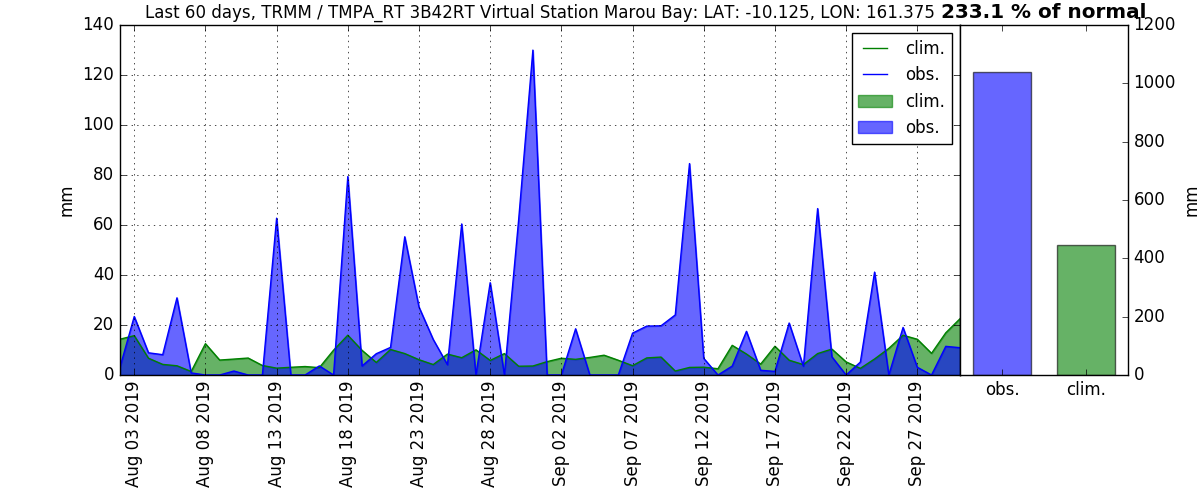 Last 60 days, TRMM / TMPA_RT 3B42RT Virtual Station Marou Bay: LAT: -10.125, LON: 161.375 233.1 % of normal
140
120
100
80
60
40
20
0
mm
clim.
obs.
clim.
obs.
1200
1000
800
600
400
200
0
mm
Aug 03 2019
Aug 08 2019
Aug 13 2019
Aug 18 2019
Aug 23 2019
Aug 28 2019
Sep 02 2019
Sep 07 2019
Sep 12 2019
Sep 17 2019
Sep 22 2019
Sep 27 2019
obs.
clim.